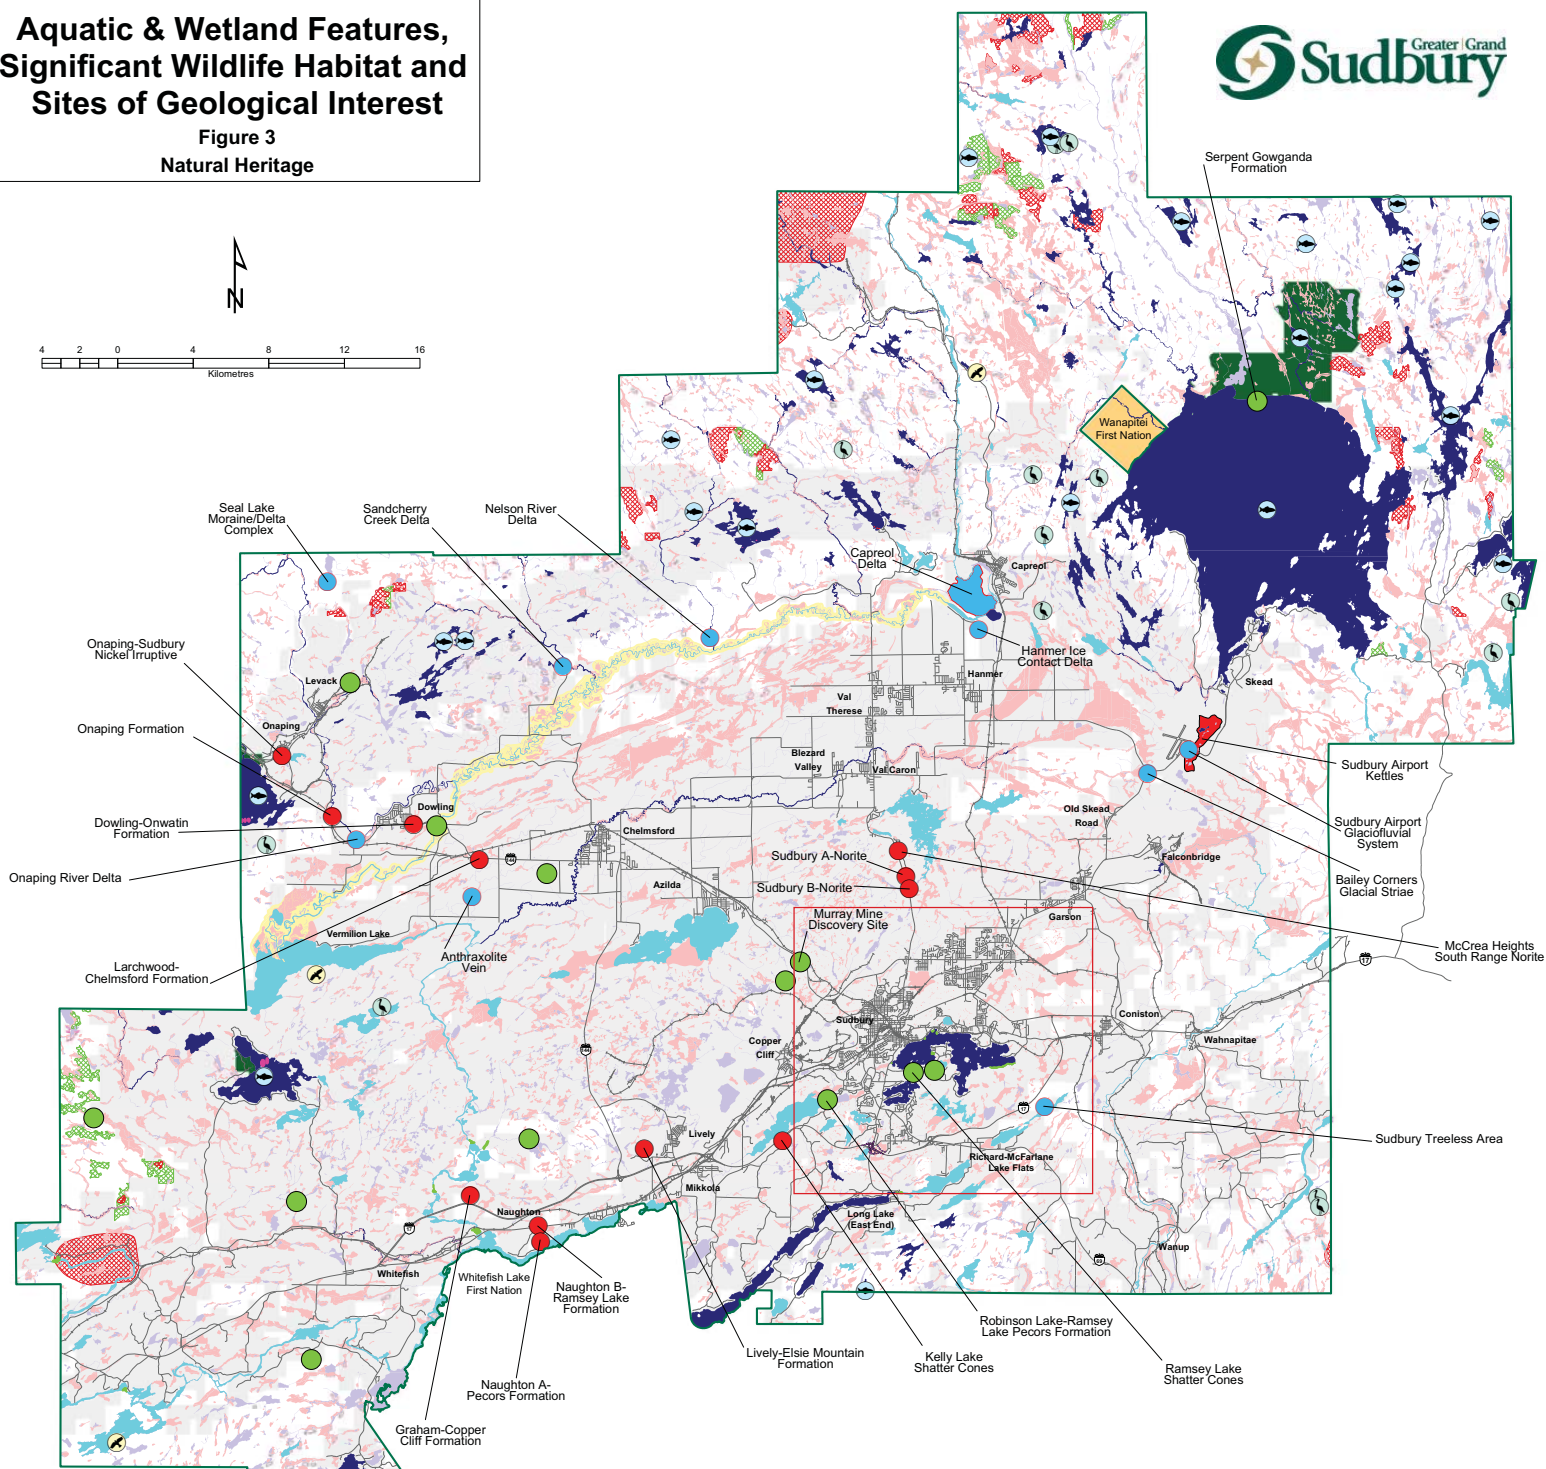 Aquatic & Wetland Features,
Significant Wildlife Habitat and
Sites of Geological Interest
Figure 3
Natural Heritage
Greater | Grand
Sudbury
N
4 2 0 4 8 12 16
Kilometres
Serpent Gowganda
Formation
Wanapitei
First Nation
Seal Lake
Moraine/Delta
Complex
Sandcherry
Creek Delta
Nelson River
Delta
Capreol
Delta
Capreol
Hanmer Ice
Contact Delta
Hanmer
Skead
Onaping-Sudbury
Nickel Irruptive
Levack
Onaping
Onaping Formation
Val
Therese
Blezard
Valley
Val Caron
Sudbury Airport
Kettles
Dowling
Dowling-Onwatin
Formation
Chelmsford
Old Skead
Road
Sudbury Airport
Glaciofluvial
System
Falconbridge
Onaping River Delta
144
Sudbury A-Norite
Sudbury B-Norite
Azilda
Bailey Corners
Glacial Striae
Murray Mine
Discovery Site
Garson
Vermilion Lake
Anthraxolite
Vein
Larchwood-
Chelmsford Formation
McCrea Heights
South Range Norite
17
Sudbury
Coniston
Wahnapitae
Copper
Cliff
144
17
Lively
Sudbury Treeless Area
Richard-McFarlane
Lake Flats
Mikkola
Naughton
Long Lake
(East End)
17
Wanup
69
Whitefish
Whitefish Lake
First Nation
Naughton B-
Ramsey Lake
Formation
Robinson Lake-Ramsey
Lake Pecors Formation
Lively-Elsie Mountain
Formation
Kelly Lake
Shatter Cones
Ramsey Lake
Shatter Cones
Naughton A-
Pecors Formation
Graham-Copper
Cliff Formation